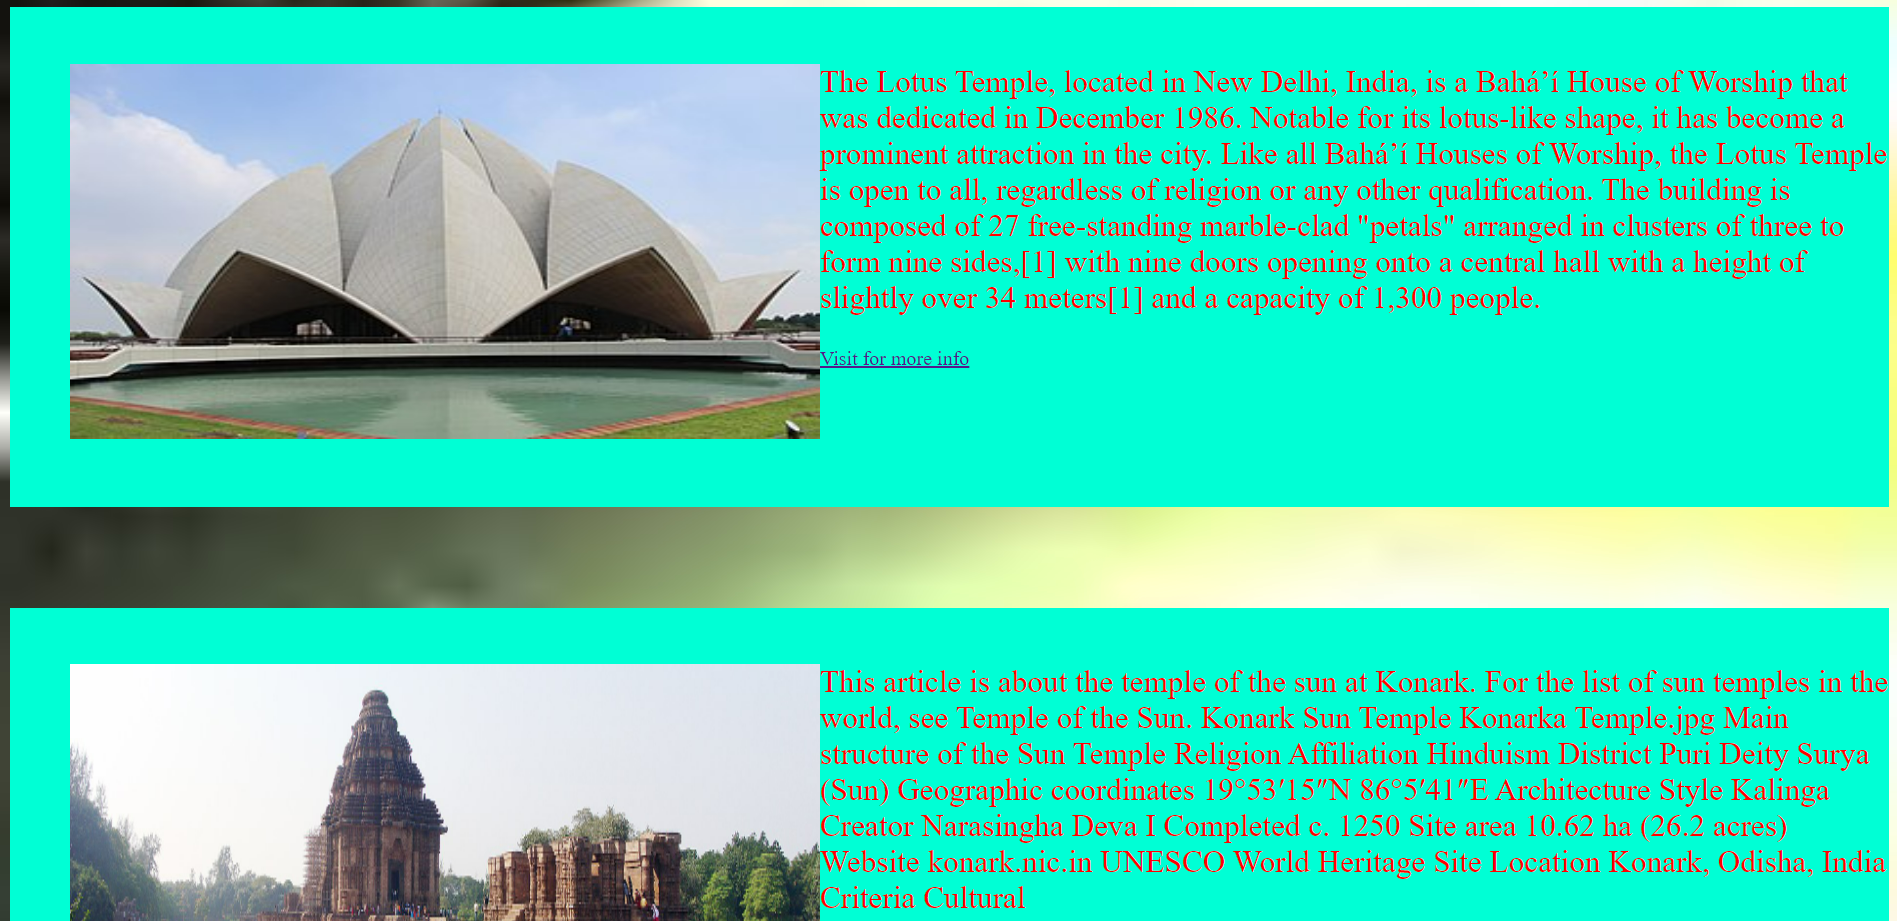 The Lotus Temple, located in New Delhi, India, is a Bahá’í House of Worship that
was dedicated in December 1986. Notable for its lotus-like shape, it has become a
prominent attraction in the city. Like all Bahá’í Houses of Worship, the Lotus Temple
is open to all, regardless of religion or any other qualification. The building is
composed of 27 free-standing marble-clad "petals" arranged in clusters of three to
form nine sides,[1] with nine doors opening onto a central hall with a height of
slightly over 34 meters[1] and a capacity of 1,300 people.
Visit for more info
This article is about the temple of the sun at Konark. For the list of sun temples in the
world, see Temple of the Sun. Konark Sun Temple Konarka Temple.jpg Main
structure of the Sun Temple Religion Affiliation Hinduism District Puri Deity Surya
(Sun) Geographic coordinates 19°53′15″N 86°5′41″E Architecture Style Kalinga
Creator Narasingha Deva I Completed c. 1250 Site area 10.62 ha (26.2 acres)
Website konark.nic.in UNESCO World Heritage Site Location Konark, Odisha, India
Criteria Cultural